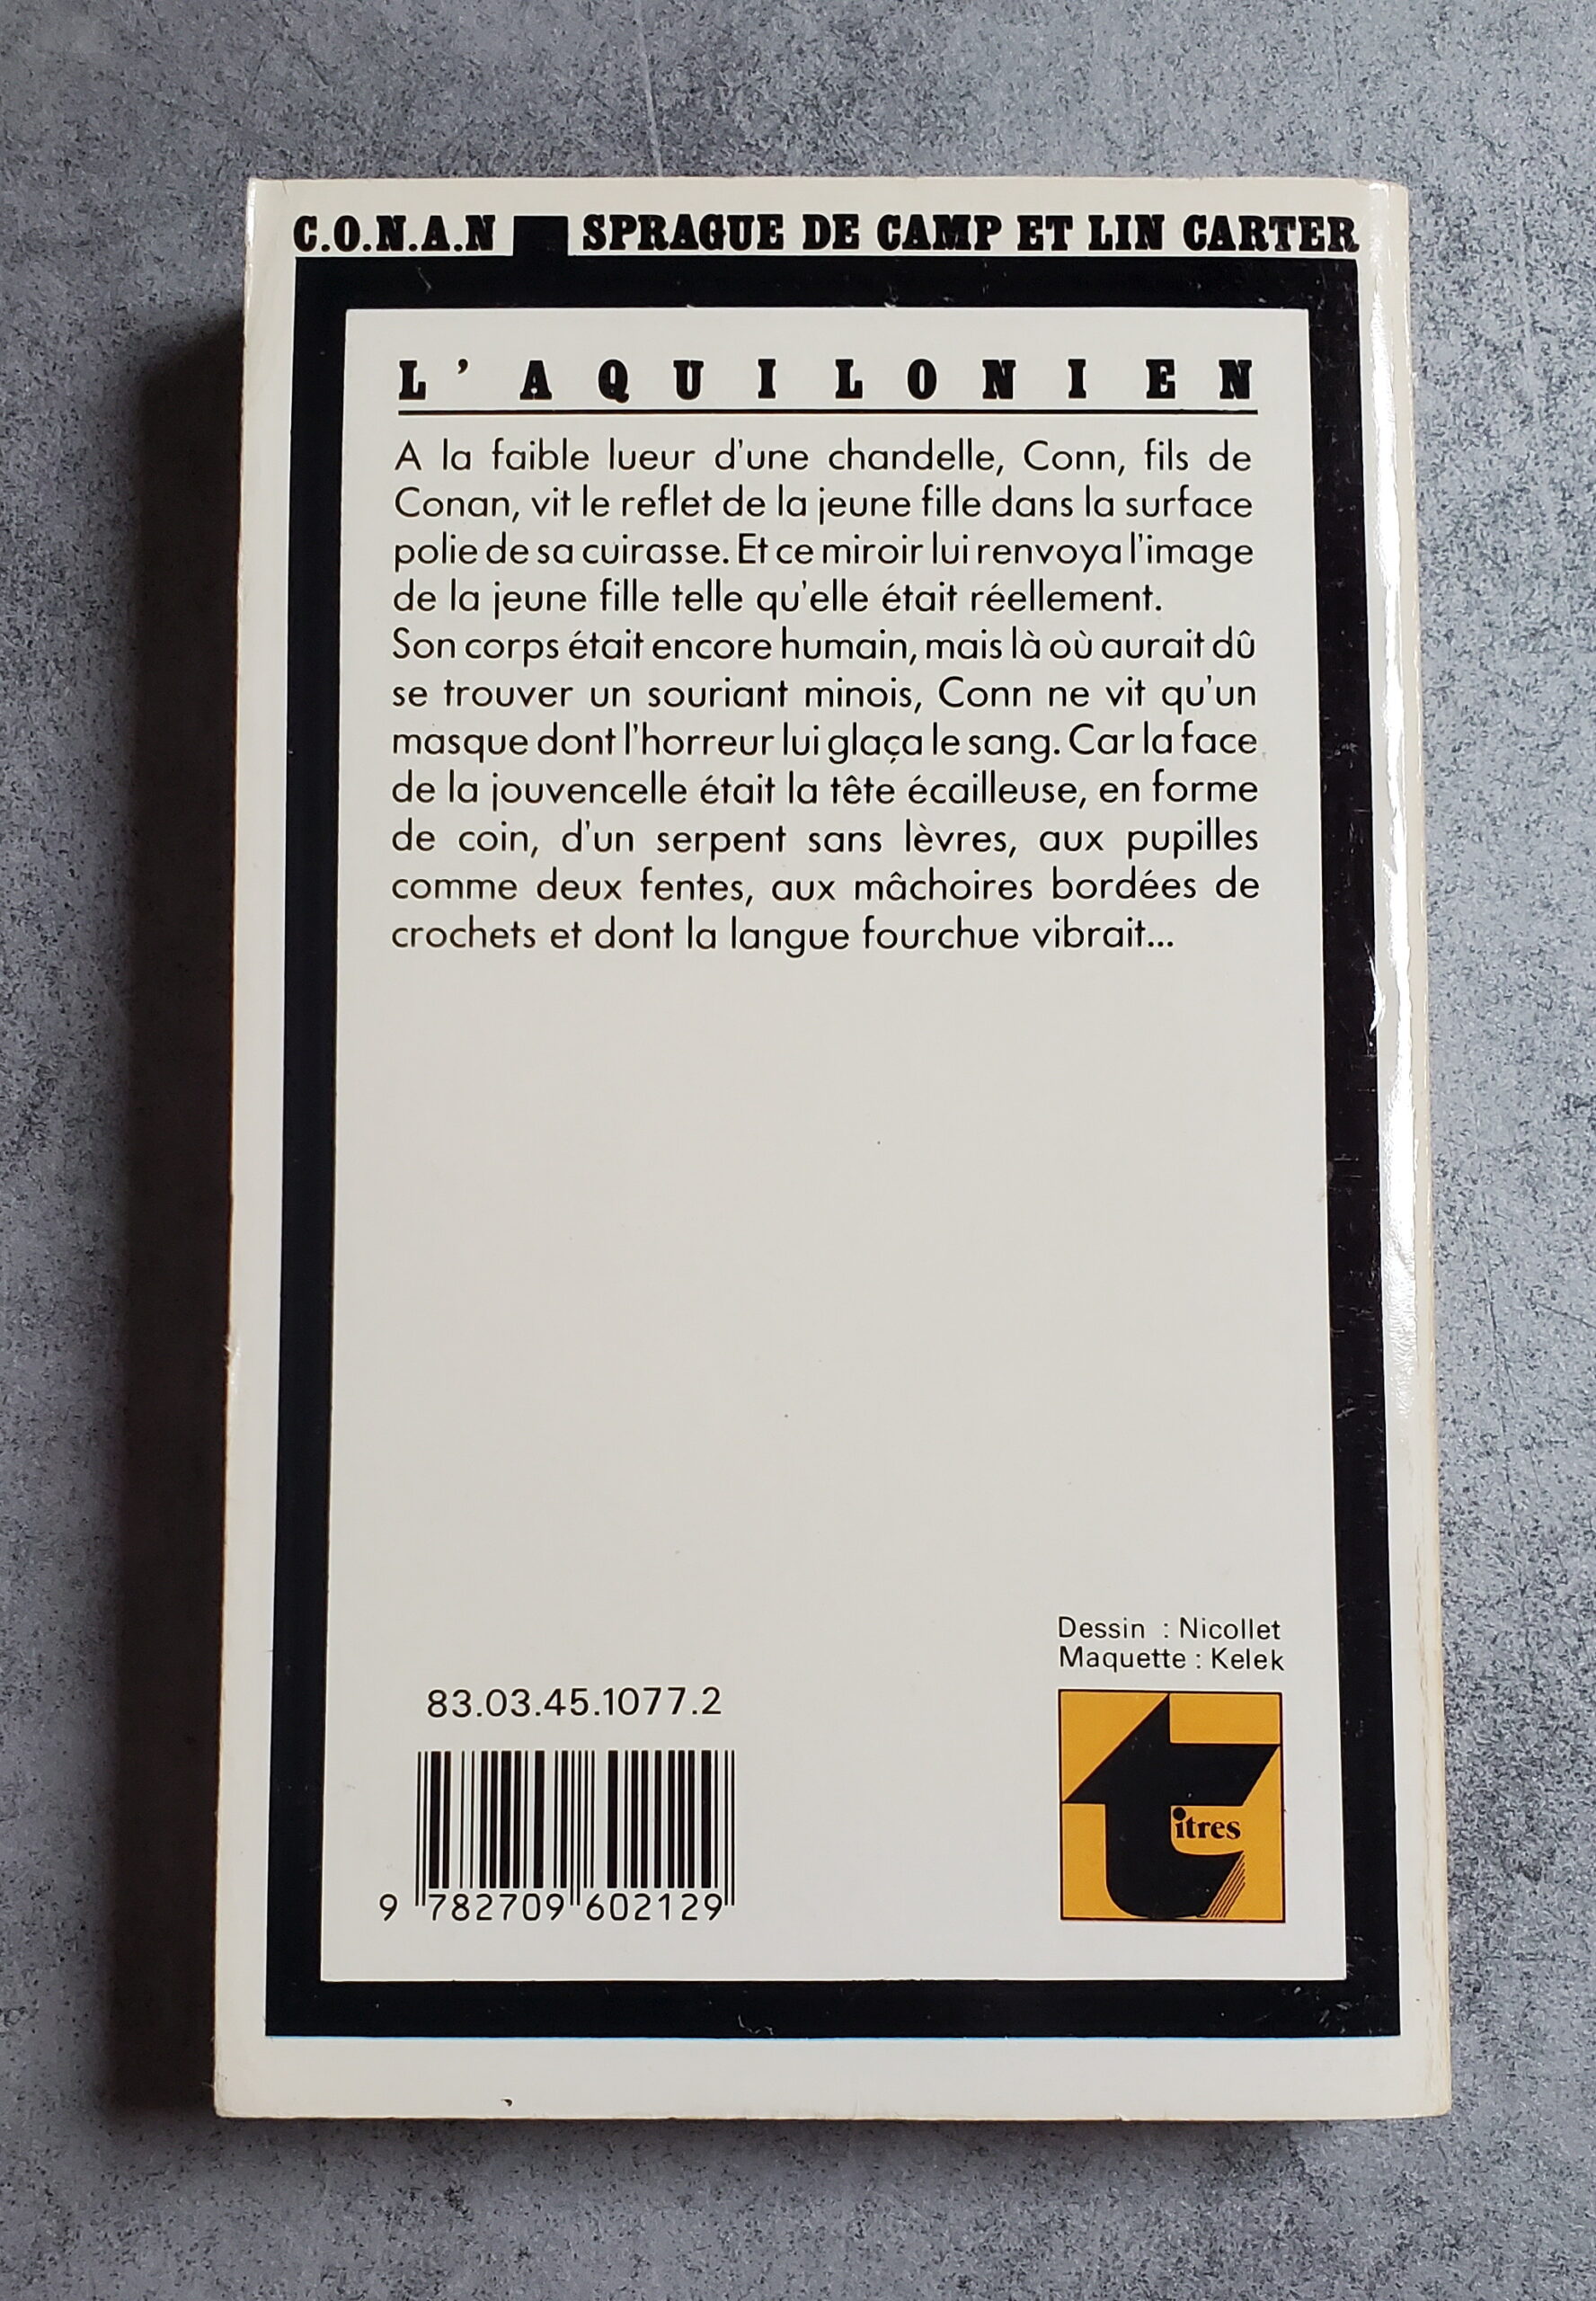 C.O.N.A.N SPRAGUE DE CAMP ET LIN CARTER
L'AQUILONIEN
A la faible lueur d'une chandelle, Conn, fils de
Conan, vit le reflet de la jeune fille dans la surface
polie de sa cuirasse. Et ce miroir lui renvoya l'image
de la jeune fille telle qu'elle était réellement.
Son corps était encore humain, mais là où aurait dû
se trouver un souriant minois, Conn ne vit qu'un
masque dont l'horreur lui glaça le sang. Car la face
de la jouvencelle était la tête écailleuse, en forme
de coin, d'un serpent sans lèvres, aux pupilles
comme deux fentes, aux mâchoires bordées de
crochets et dont la langue fourchue vibrait...
Dessin : Nicollet
Maquette : Kelek
83.03.45.1077.2
9 782709 602129
titres